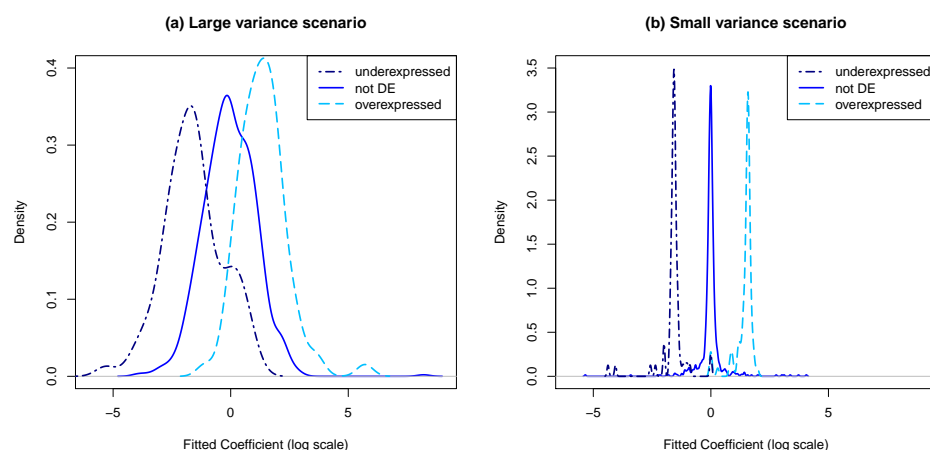 (a) Large variance scenario
underexpressed
not DE
overexpressed
0.4
0.3
0.2
0.1
0.0
Density
−5
0
5
Fitted Coefficient (log scale)
(b) Small variance scenario
underexpressed
not DE
overexpressed
3.5
3.0
2.5
2.0
1.5
1.0
0.5
0.0
Density
−5
0
5
Fitted Coefficient (log scale)